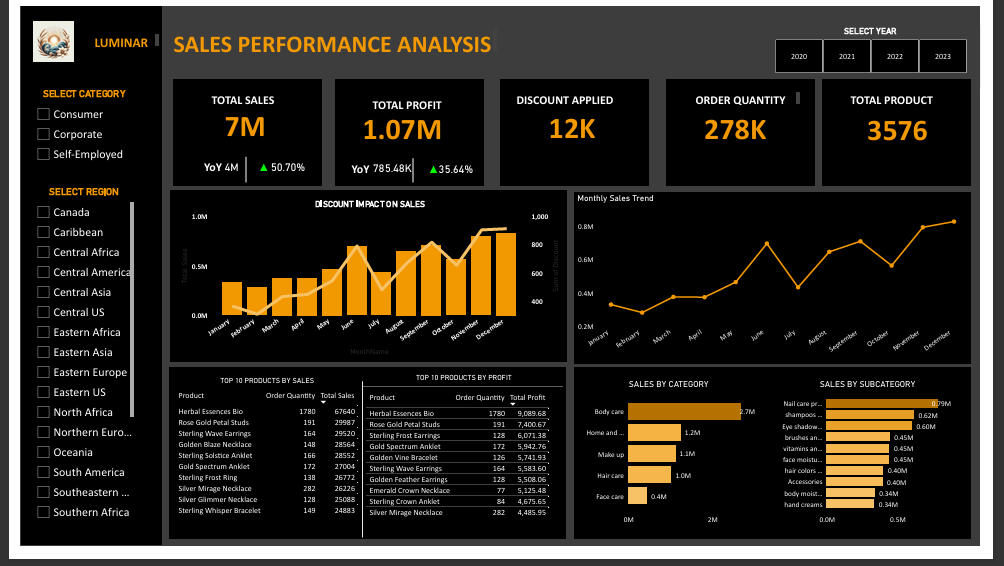 LUMINAR
SALES PERFORMANCE ANALYSIS
SELECT YEAR
2020 2021 2022 2023
SELECT CATEGORY
Consumer
Corporate
Self-Employed
SELECT REGION
Canada
Caribbean
Central Africa
Central America
Central Asia
Central US
Eastern Africa
Eastern Asia
Eastern Europe
Eastern US
North Africa
Northern Euro...
Oceania
South America
Southeastern ...
Southern Africa
TOTAL SALES
7M
YoY 4M ▲ 50.70%
TOTAL PROFIT
1.07M
YoY 785.48K ▲ 35.64%
DISCOUNT APPLIED
12K
ORDER QUANTITY
278K
TOTAL PRODUCT
3576
DISCOUNT IMPACT ON SALES
1.0M
0.5M
0.0M
Total Sales
1,000
800
600
400
Sum of Discount
January February March April May June July August September October November December
MonthName
Monthly Sales Trend
0.8M
0.6M
0.4M
0.2M
January February March April May June July August September October November December
TOP 10 PRODUCTS BY SALES
Product Order Quantity Total Sales
Herbal Essences Bio 1780 67640
Rose Gold Petal Studs 191 29987
Sterling Wave Earrings 164 29520
Golden Blaze Necklace 148 28564
Sterling Solstice Anklet 166 28552
Gold Spectrum Anklet 172 27004
Sterling Frost Ring 138 26772
Silver Mirage Necklace 282 26226
Silver Glimmer Necklace 128 25088
Sterling Whisper Bracelet 149 24883
TOP 10 PRODUCTS BY PROFIT
Product Order Quantity Total Profit
Herbal Essences Bio 1780 9,089.68
Rose Gold Petal Studs 191 7,400.67
Sterling Frost Earrings 128 6,071.38
Gold Spectrum Anklet 172 5,942.76
Golden Vine Bracelet 126 5,741.93
Sterling Wave Earrings 164 5,583.60
Golden Feather Earrings 128 5,508.06
Emerald Crown Necklace 77 5,125.48
Sterling Crown Anklet 84 4,675.65
Silver Mirage Necklace 282 4,485.95
SALES BY CATEGORY
Body care 2.7M
Home and ... 1.2M
Make up 1.1M
Hair care 1.0M
Face care 0.4M
0M 2M
SALES BY SUBCATEGORY
Nail care pr... 0.79M
shampoos ... 0.62M
Eye shadow... 0.60M
brushes an... 0.45M
vitamins an... 0.45M
face moistu... 0.45M
hair colors ... 0.40M
Accessories 0.40M
body moist... 0.34M
hand creams 0.34M
0.0M 0.5M